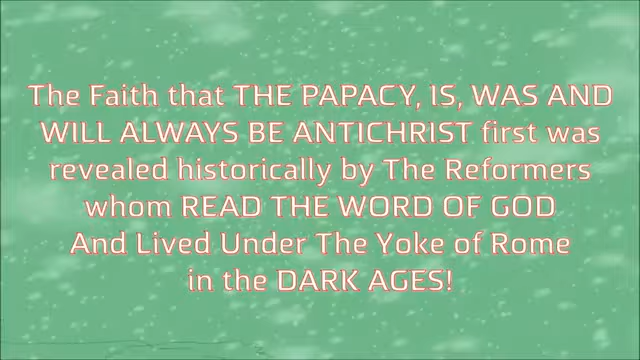 The Faith that THE PAPACY, IS, WAS AND
WILL ALWAYS BE ANTICHRIST first was
revealed historically by The Reformers
whom READ THE WORD OF GOD
And Lived Under The Yoke of Rome
in the DARK AGES!